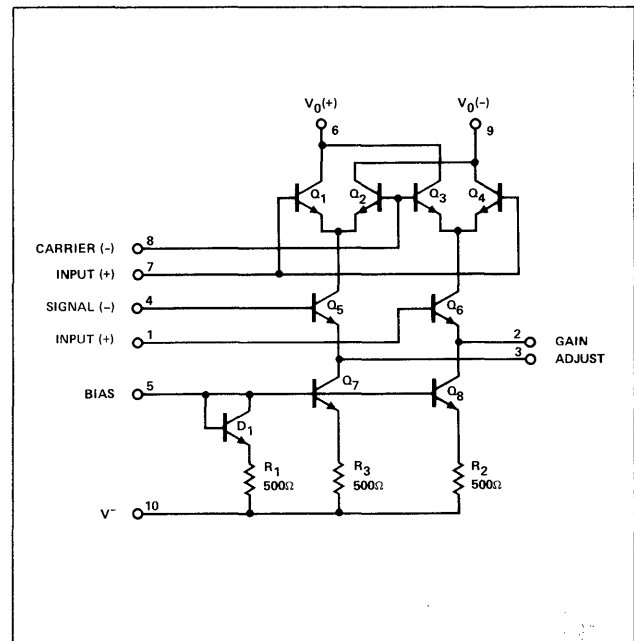 V0(+) V0(-)
6 9
Q1 Q2 Q3 Q4
CARRIER (-) 8
INPUT (+) 7
SIGNAL (-) 4 Q5 Q6
INPUT (+) 1
2 GAIN
3 ADJUST
BIAS 5 Q7 Q8
D1
R1 500Ω R3 500Ω R2 500Ω
V- 10